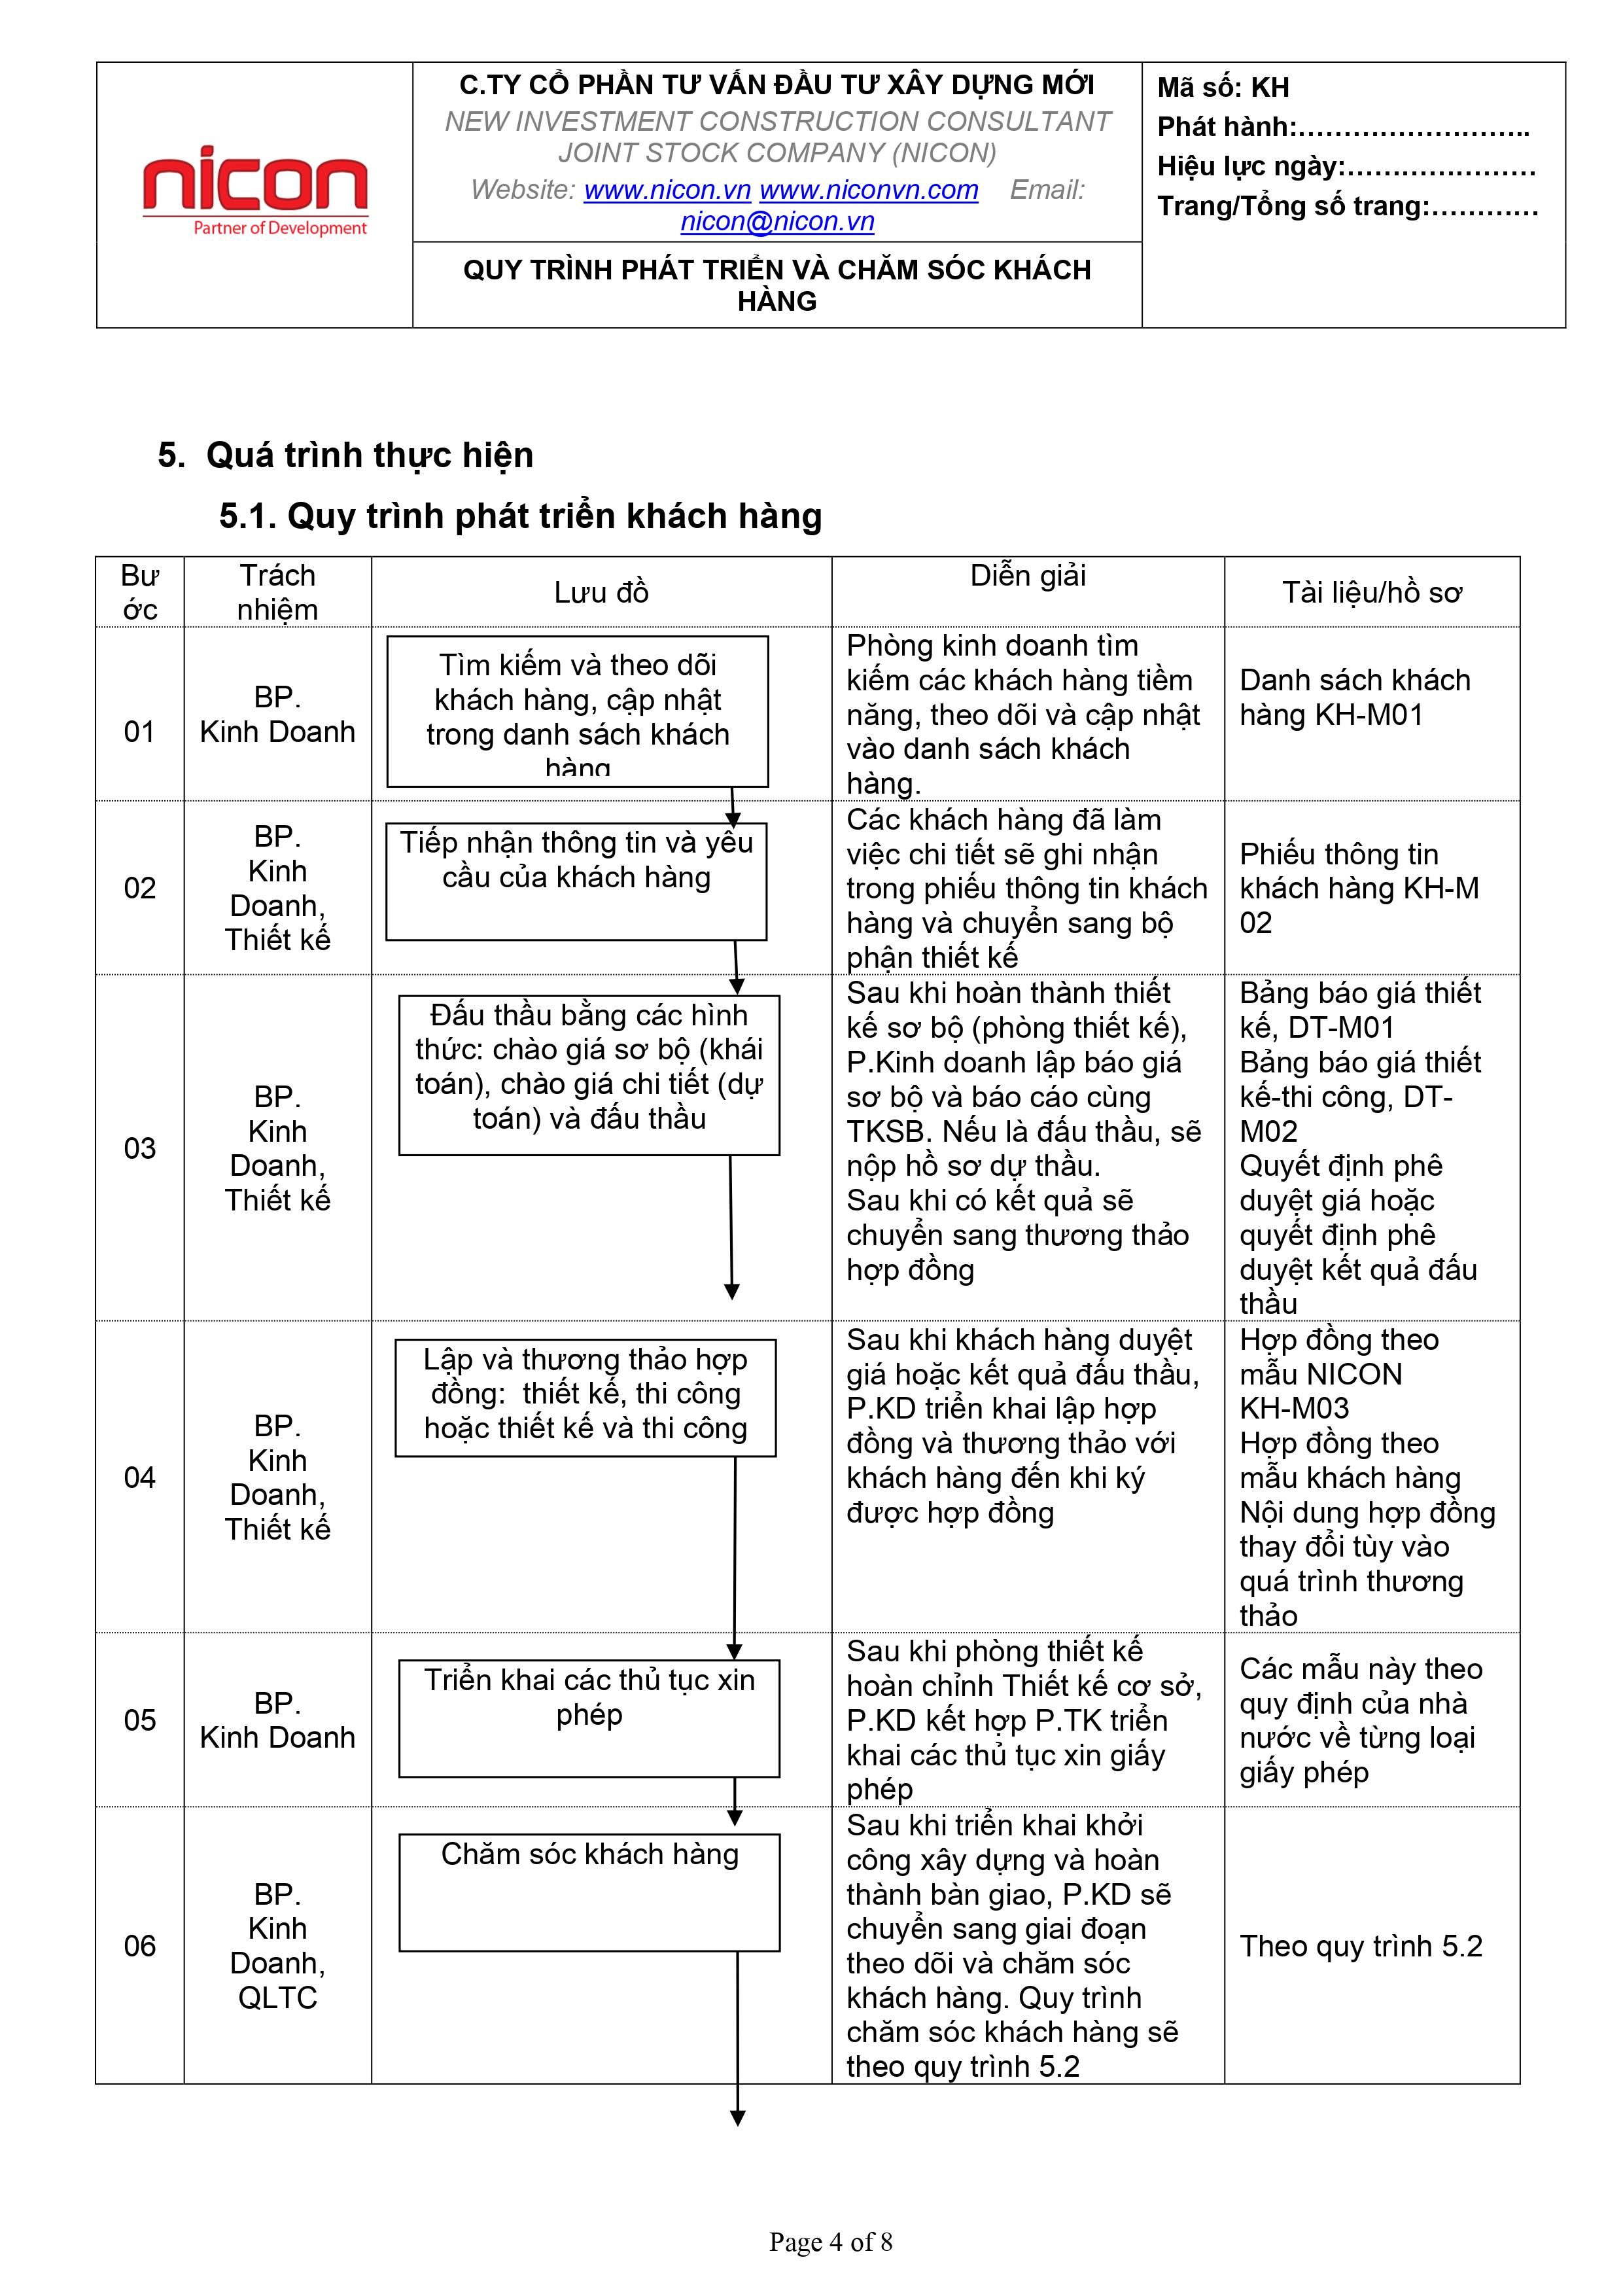 nicon
Partner of Development
C.TY CỔ PHẦN TƯ VẤN ĐẦU TƯ XÂY DỰNG MỚI
NEW INVESTMENT CONSTRUCTION CONSULTANT
JOINT STOCK COMPANY (NICON)
Website: www.nicon.vn www.niconvn.com Email:
nicon@nicon.vn
QUY TRÌNH PHÁT TRIỂN VÀ CHĂM SÓC KHÁCH
HÀNG
Mã số: KH
Phát hành:……………………..
Hiệu lực ngày:…………………
Trang/Tổng số trang:…………
5. Quá trình thực hiện
5.1. Quy trình phát triển khách hàng
Bư
ớc
Trách
nhiệm
Lưu đồ
Diễn giải
Tài liệu/hồ sơ
01
BP.
Kinh Doanh
Tìm kiếm và theo dõi
khách hàng, cập nhật
trong danh sách khách
hàng
Phòng kinh doanh tìm
kiếm các khách hàng tiềm
năng, theo dõi và cập nhật
vào danh sách khách
hàng.
Danh sách khách
hàng KH-M01
02
BP.
Kinh
Doanh,
Thiết kế
Tiếp nhận thông tin và yêu
cầu của khách hàng
Các khách hàng đã làm
việc chi tiết sẽ ghi nhận
trong phiếu thông tin khách
hàng và chuyển sang bộ
phận thiết kế
Phiếu thông tin
khách hàng KH-M
02
03
BP.
Kinh
Doanh,
Thiết kế
Đấu thầu bằng các hình
thức: chào giá sơ bộ (khái
toán), chào giá chi tiết (dự
toán) và đấu thầu
Sau khi hoàn thành thiết
kế sơ bộ (phòng thiết kế),
P.Kinh doanh lập báo giá
sơ bộ và báo cáo cùng
TKSB. Nếu là đấu thầu, sẽ
nộp hồ sơ dự thầu.
Sau khi có kết quả sẽ
chuyển sang thương thảo
hợp đồng
Bảng báo giá thiết
kế, DT-M01
Bảng báo giá thiết
kế-thi công, DT-
M02
Quyết định phê
duyệt giá hoặc
quyết định phê
duyệt kết quả đấu
thầu
04
BP.
Kinh
Doanh,
Thiết kế
Lập và thương thảo hợp
đồng: thiết kế, thi công
hoặc thiết kế và thi công
Sau khi khách hàng duyệt
giá hoặc kết quả đấu thầu,
P.KD triển khai lập hợp
đồng và thương thảo với
khách hàng đến khi ký
được hợp đồng
Hợp đồng theo
mẫu NICON
KH-M03
Hợp đồng theo
mẫu khách hàng
Nội dung hợp đồng
thay đổi tùy vào
quá trình thương
thảo
05
BP.
Kinh Doanh
Triển khai các thủ tục xin
phép
Sau khi phòng thiết kế
hoàn chỉnh Thiết kế cơ sở,
P.KD kết hợp P.TK triển
khai các thủ tục xin giấy
phép
Các mẫu này theo
quy định của nhà
nước về từng loại
giấy phép
06
BP.
Kinh
Doanh,
QLTC
Chăm sóc khách hàng
Sau khi triển khai khởi
công xây dựng và hoàn
thành bàn giao, P.KD sẽ
chuyển sang giai đoạn
theo dõi và chăm sóc
khách hàng. Quy trình
chăm sóc khách hàng sẽ
theo quy trình 5.2
Theo quy trình 5.2
Page 4 of 8